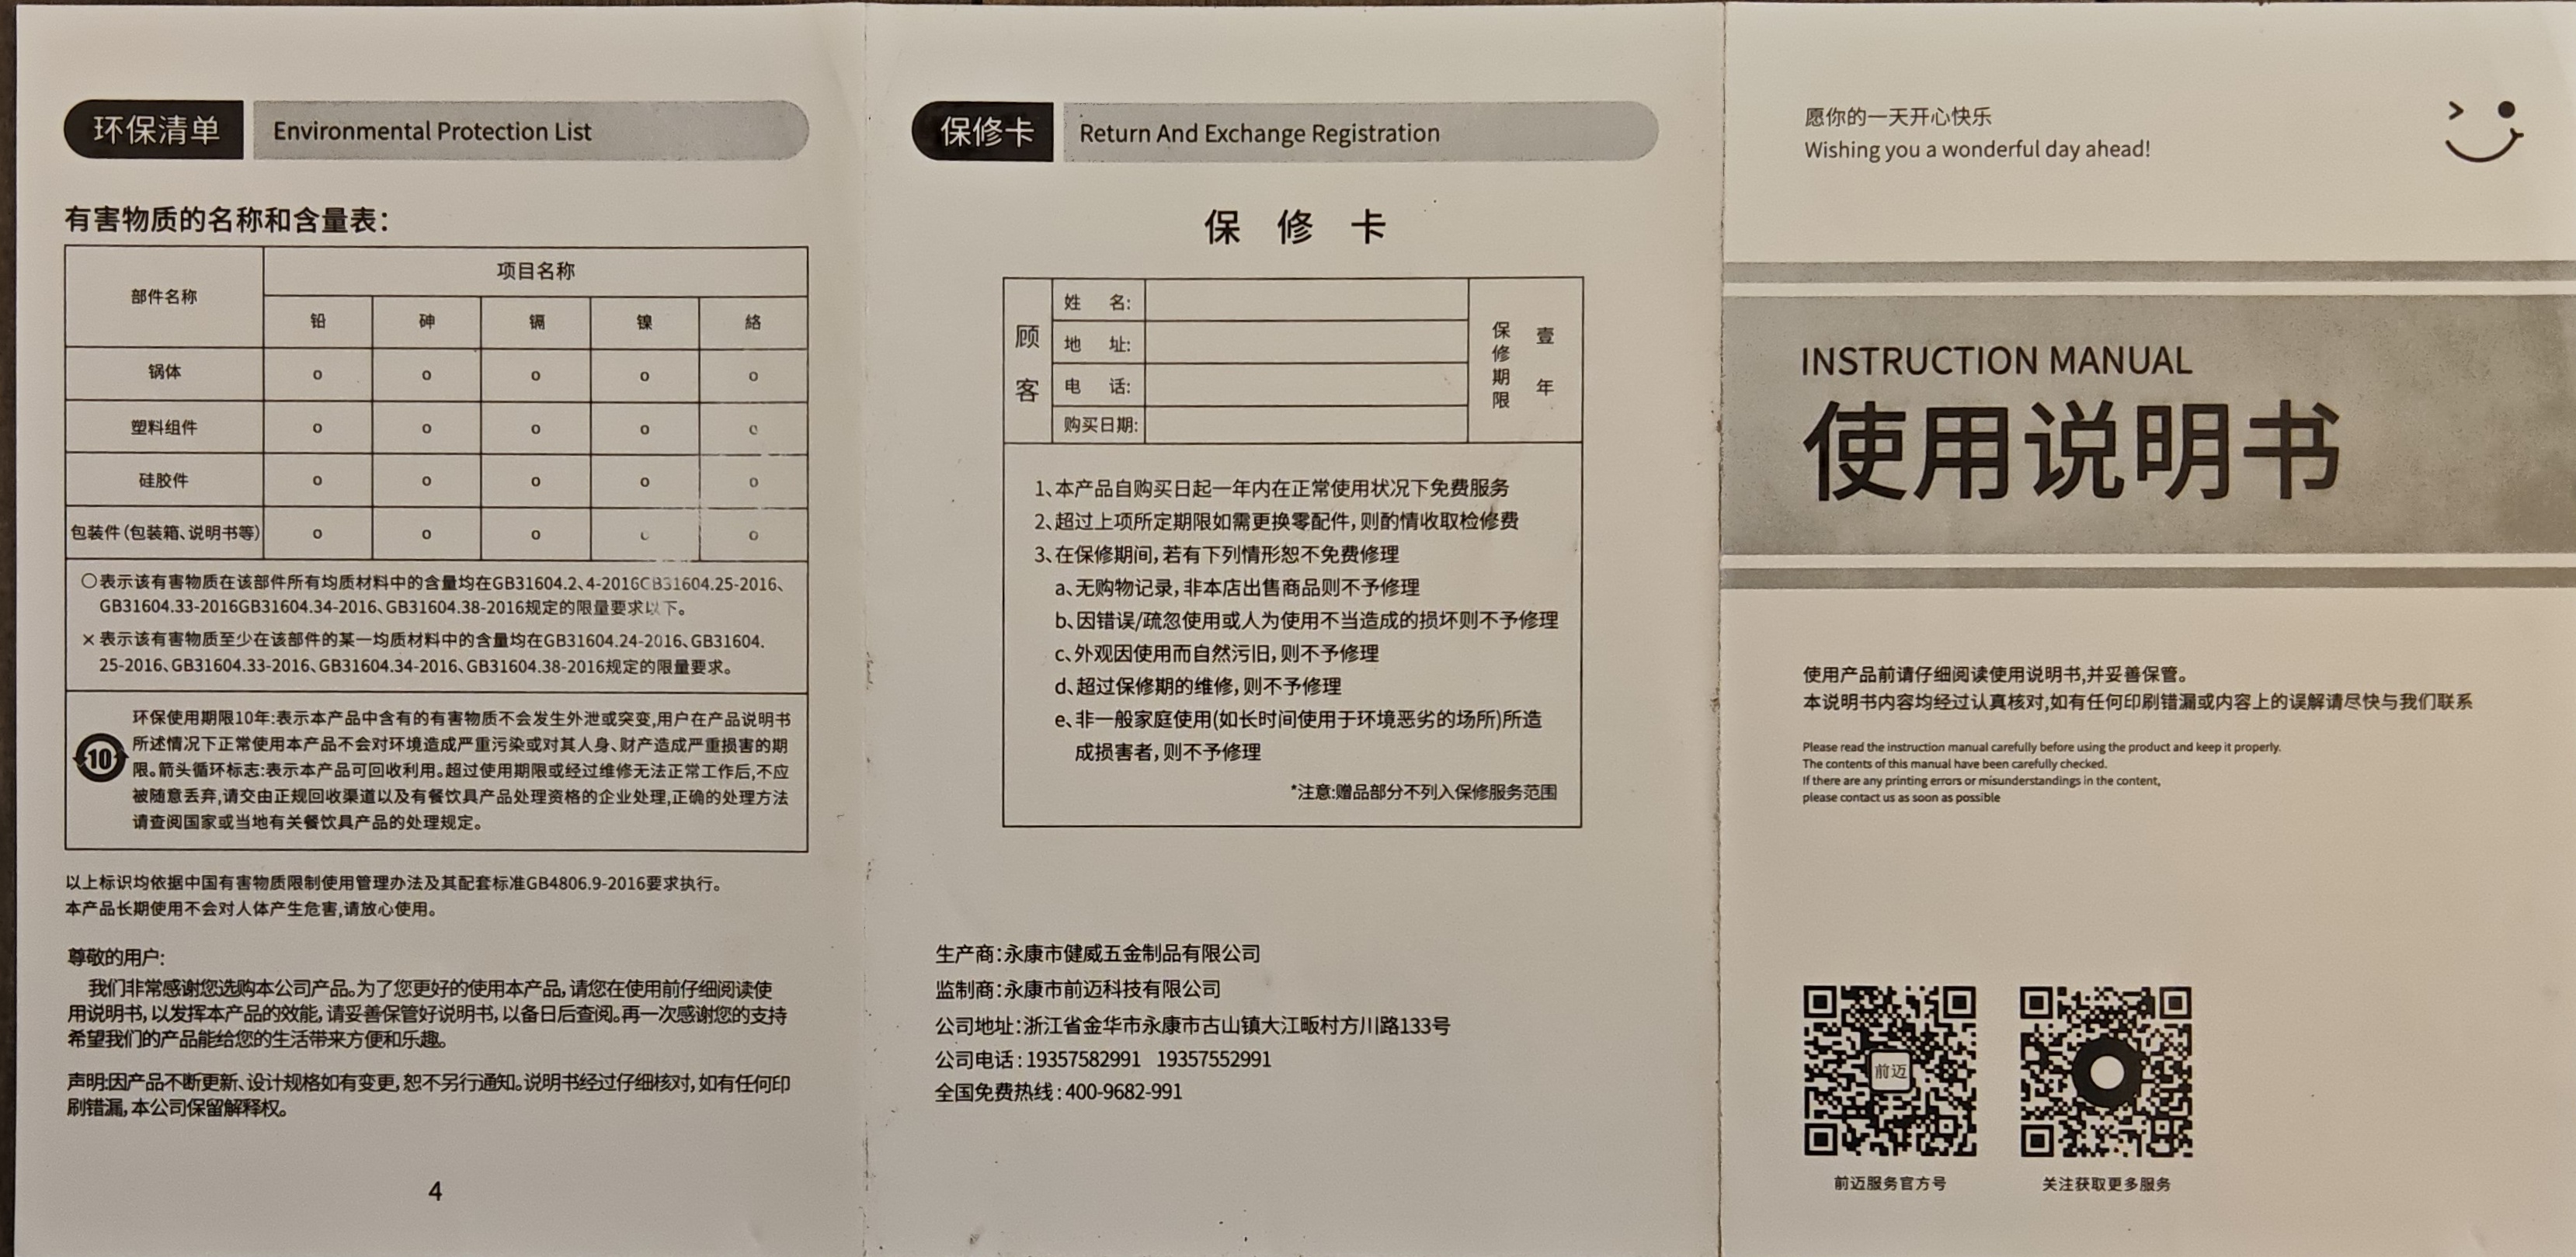 环保清单 Environmental Protection List
有害物质的名称和含量表：
部件名称 项目名称
铅 砷 镉 镍 絡
锅体 o o o o o
塑料组件 o o o o o
硅胶件 o o o o o
包装件(包装箱、说明书等) o o o o o
○表示该有害物质在该部件所有均质材料中的含量均在GB31604.2、4-2016GB31604.25-2016、
GB31604.33-2016GB31604.34-2016、GB31604.38-2016规定的限量要求以下。
×表示该有害物质至少在该部件的某一均质材料中的含量均在GB31604.24-2016、GB31604.
25-2016、GB31604.33-2016、GB31604.34-2016、GB31604.38-2016规定的限量要求。
10
环保使用期限10年:表示本产品中含有的有害物质不会发生外泄或突变,用户在产品说明书
所述情况下正常使用本产品不会对环境造成严重污染或对其人身、财产造成严重损害的期
限。箭头循环标志:表示本产品可回收利用。超过使用期限或经过维修无法正常工作后,不应
被随意丢弃,请交由正规回收渠道以及有餐饮具产品处理资格的企业处理,正确的处理方法
请查阅国家或当地有关餐饮具产品的处理规定。
以上标识均依据中国有害物质限制使用管理办法及其配套标准GB4806.9-2016要求执行。
本产品长期使用不会对人体产生危害,请放心使用。
尊敬的用户:
我们非常感谢您选购本公司产品。为了您更好的使用本产品,请您在使用前仔细阅读使
用说明书,以发挥本产品的效能,请妥善保管好说明书,以备日后查阅。再一次感谢您的支持
希望我们的产品能给您的生活带来方便和乐趣。
声明:因产品不断更新、设计规格如有变更,恕不另行通知。说明书经过仔细核对,如有任何印
刷错漏,本公司保留解释权。
4
保修卡 Return And Exchange Registration
保 修 卡
顾客
姓 名:
地 址:
电 话:
购买日期:
保修期限 壹年
1、本产品自购买日起一年内在正常使用状况下免费服务
2、超过上项所定期限如需更换零配件,则酌情收取检修费
3、在保修期间,若有下列情形恕不免费修理
a、无购物记录,非本店出售商品则不予修理
b、因错误/疏忽使用或人为使用不当造成的损坏则不予修理
c、外观因使用而自然污旧,则不予修理
d、超过保修期的维修,则不予修理
e、非一般家庭使用(如长时间使用于环境恶劣的场所)所造
成损害者,则不予修理
*注意:赠品部分不列入保修服务范围
生产商:永康市健威五金制品有限公司
监制商:永康市前迈科技有限公司
公司地址:浙江省金华市永康市古山镇大江畈村方川路133号
公司电话:19357582991 19357552991
全国免费热线:400-9682-991
愿你的一天开心快乐
Wishing you a wonderful day ahead!
INSTRUCTION MANUAL
使用说明书
使用产品前请仔细阅读使用说明书,并妥善保管。
本说明书内容均经过认真核对,如有任何印刷错漏或内容上的误解请尽快与我们联系
Please read the instruction manual carefully before using the product and keep it properly.
The contents of this manual have been carefully checked.
If there are any printing errors or misunderstandings in the content,
please contact us as soon as possible
前迈
前迈服务官方号 关注获取更多服务